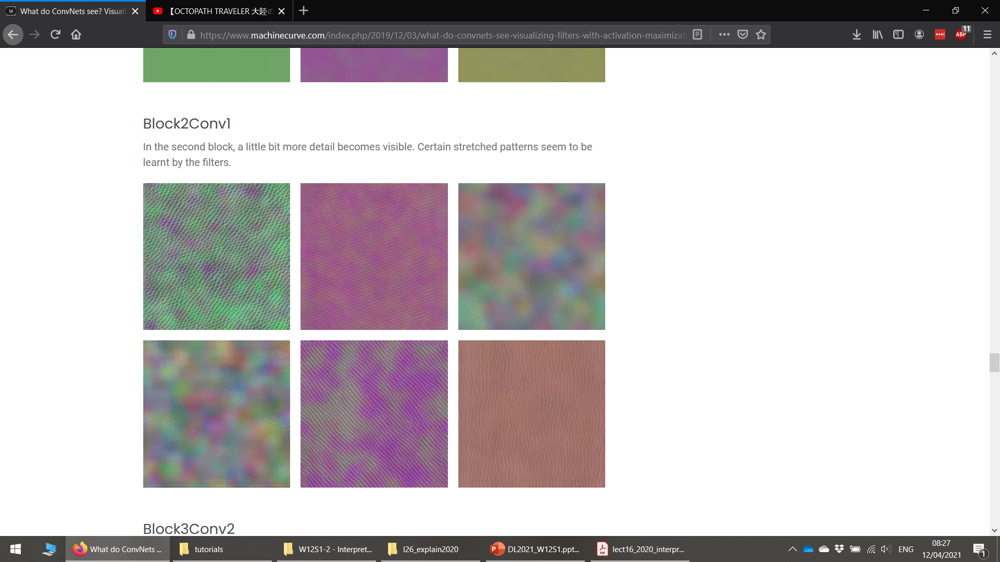 What do ConvNets see? Visuali
【OCTOPATH TRAVELER 大陸の
https://www.machinecurve.com/index.php/2019/12/03/what-do-convnets-see-visualizing-filters-with-activation-maximizati
ABP
11
Block2Conv1
In the second block, a little bit more detail becomes visible. Certain stretched patterns seem to be
learnt by the filters.
Block3Conv2
What do ConvNets ...
tutorials
W12S1-2 - Interpret...
l26_explain2020
DL2021_W12S1.ppt...
lect16_2020_interpr...
ENG
08:27
12/04/2021
1